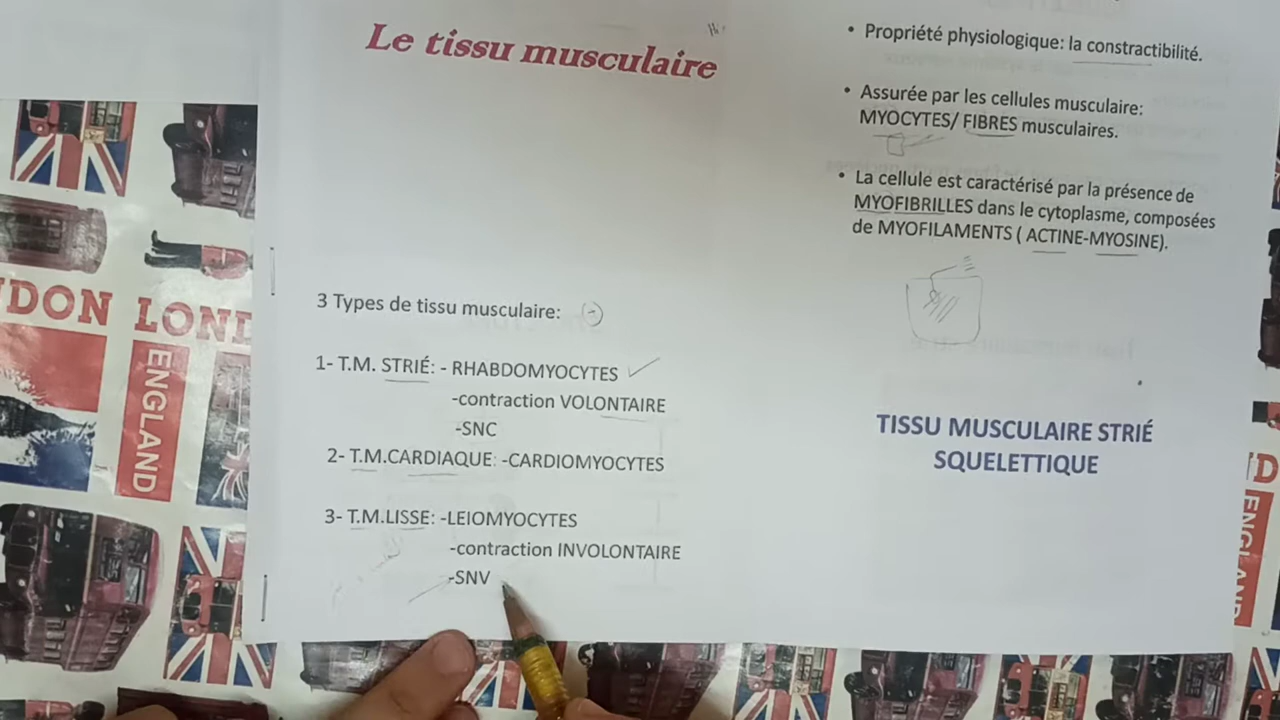 Le tissu musculaire
3 Types de tissu musculaire:
1- T.M. STRIÉ: - RHABDOMYOCYTES
-contraction VOLONTAIRE
-SNC
2- T.M.CARDIAQUE: -CARDIOMYOCYTES
3- T.M.LISSE: -LEIOMYOCYTES
-contraction INVOLONTAIRE
-SNV
• Propriété physiologique: la constractibilité.
• Assurée par les cellules musculaire:
MYOCYTES/ FIBRES musculaires.
• La cellule est caractérisé par la présence de
MYOFIBRILLES dans le cytoplasme, composées
de MYOFILAMENTS ( ACTINE-MYOSINE).
TISSU MUSCULAIRE STRIÉ
SQUELETTIQUE
NDON
LOND
ENGLAND
ENGLAND